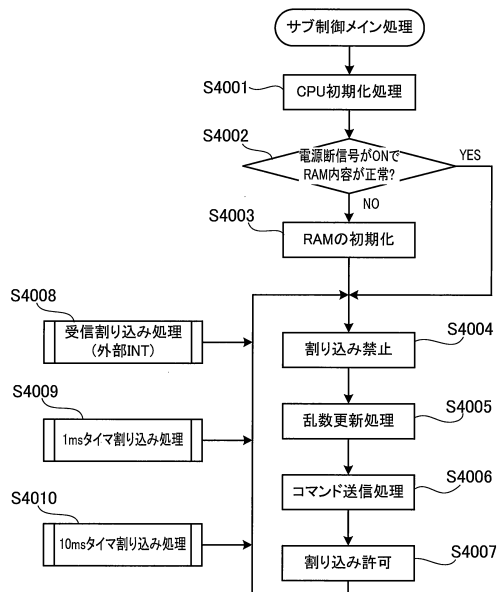 サブ制御メイン処理
S4001
CPU初期化処理
S4002
電源断信号がONで
RAM内容が正常?
YES
NO
S4003
RAMの初期化
S4008
受信割り込み処理
(外部INT)
S4004
割り込み禁止
S4009
1msタイマ割り込み処理
S4005
乱数更新処理
S4006
コマンド送信処理
S4010
10msタイマ割り込み処理
S4007
割り込み許可